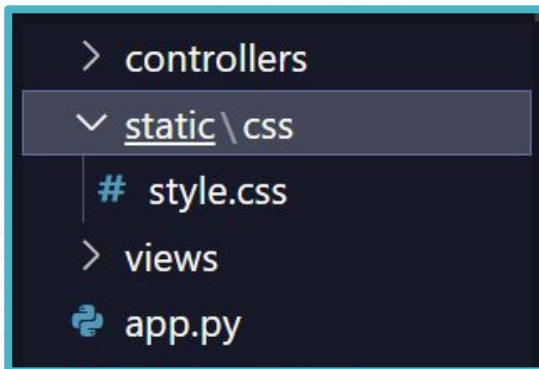 controllers
static\css
# style.css
views
app.py